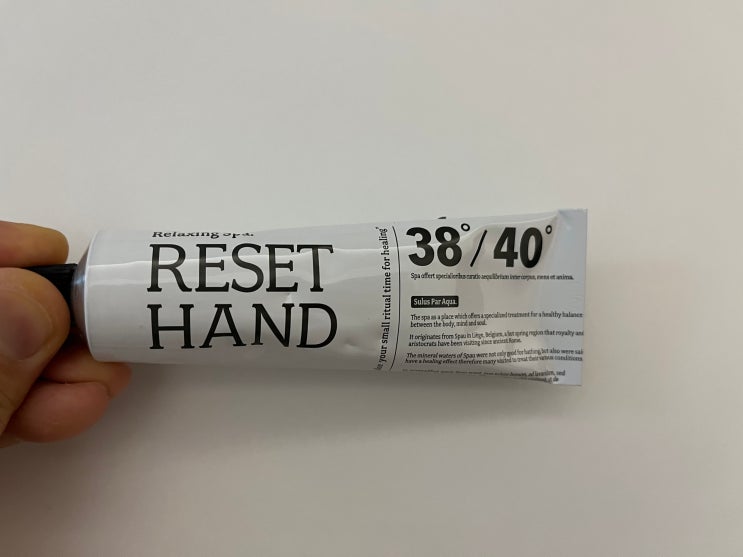 Relaxing Spa.
RESET
HAND
your small ritual time for healing
38°/40°
Spa offert specialioribus curatio aequilibrium inter corpus, mens et anima.
Sulus Par Aqua.
The spa as a place which offers a specialized treatment for a healthy balance
between the body, mind and soul.
It originates from Spau in Liège, Belgium, a hot spring region that royalty and
aristocrats have been visiting since ancient Rome.
The mineral waters of Spau were not only good for bathing, but also were said
have a healing effect therefore many visited to treat their various conditions